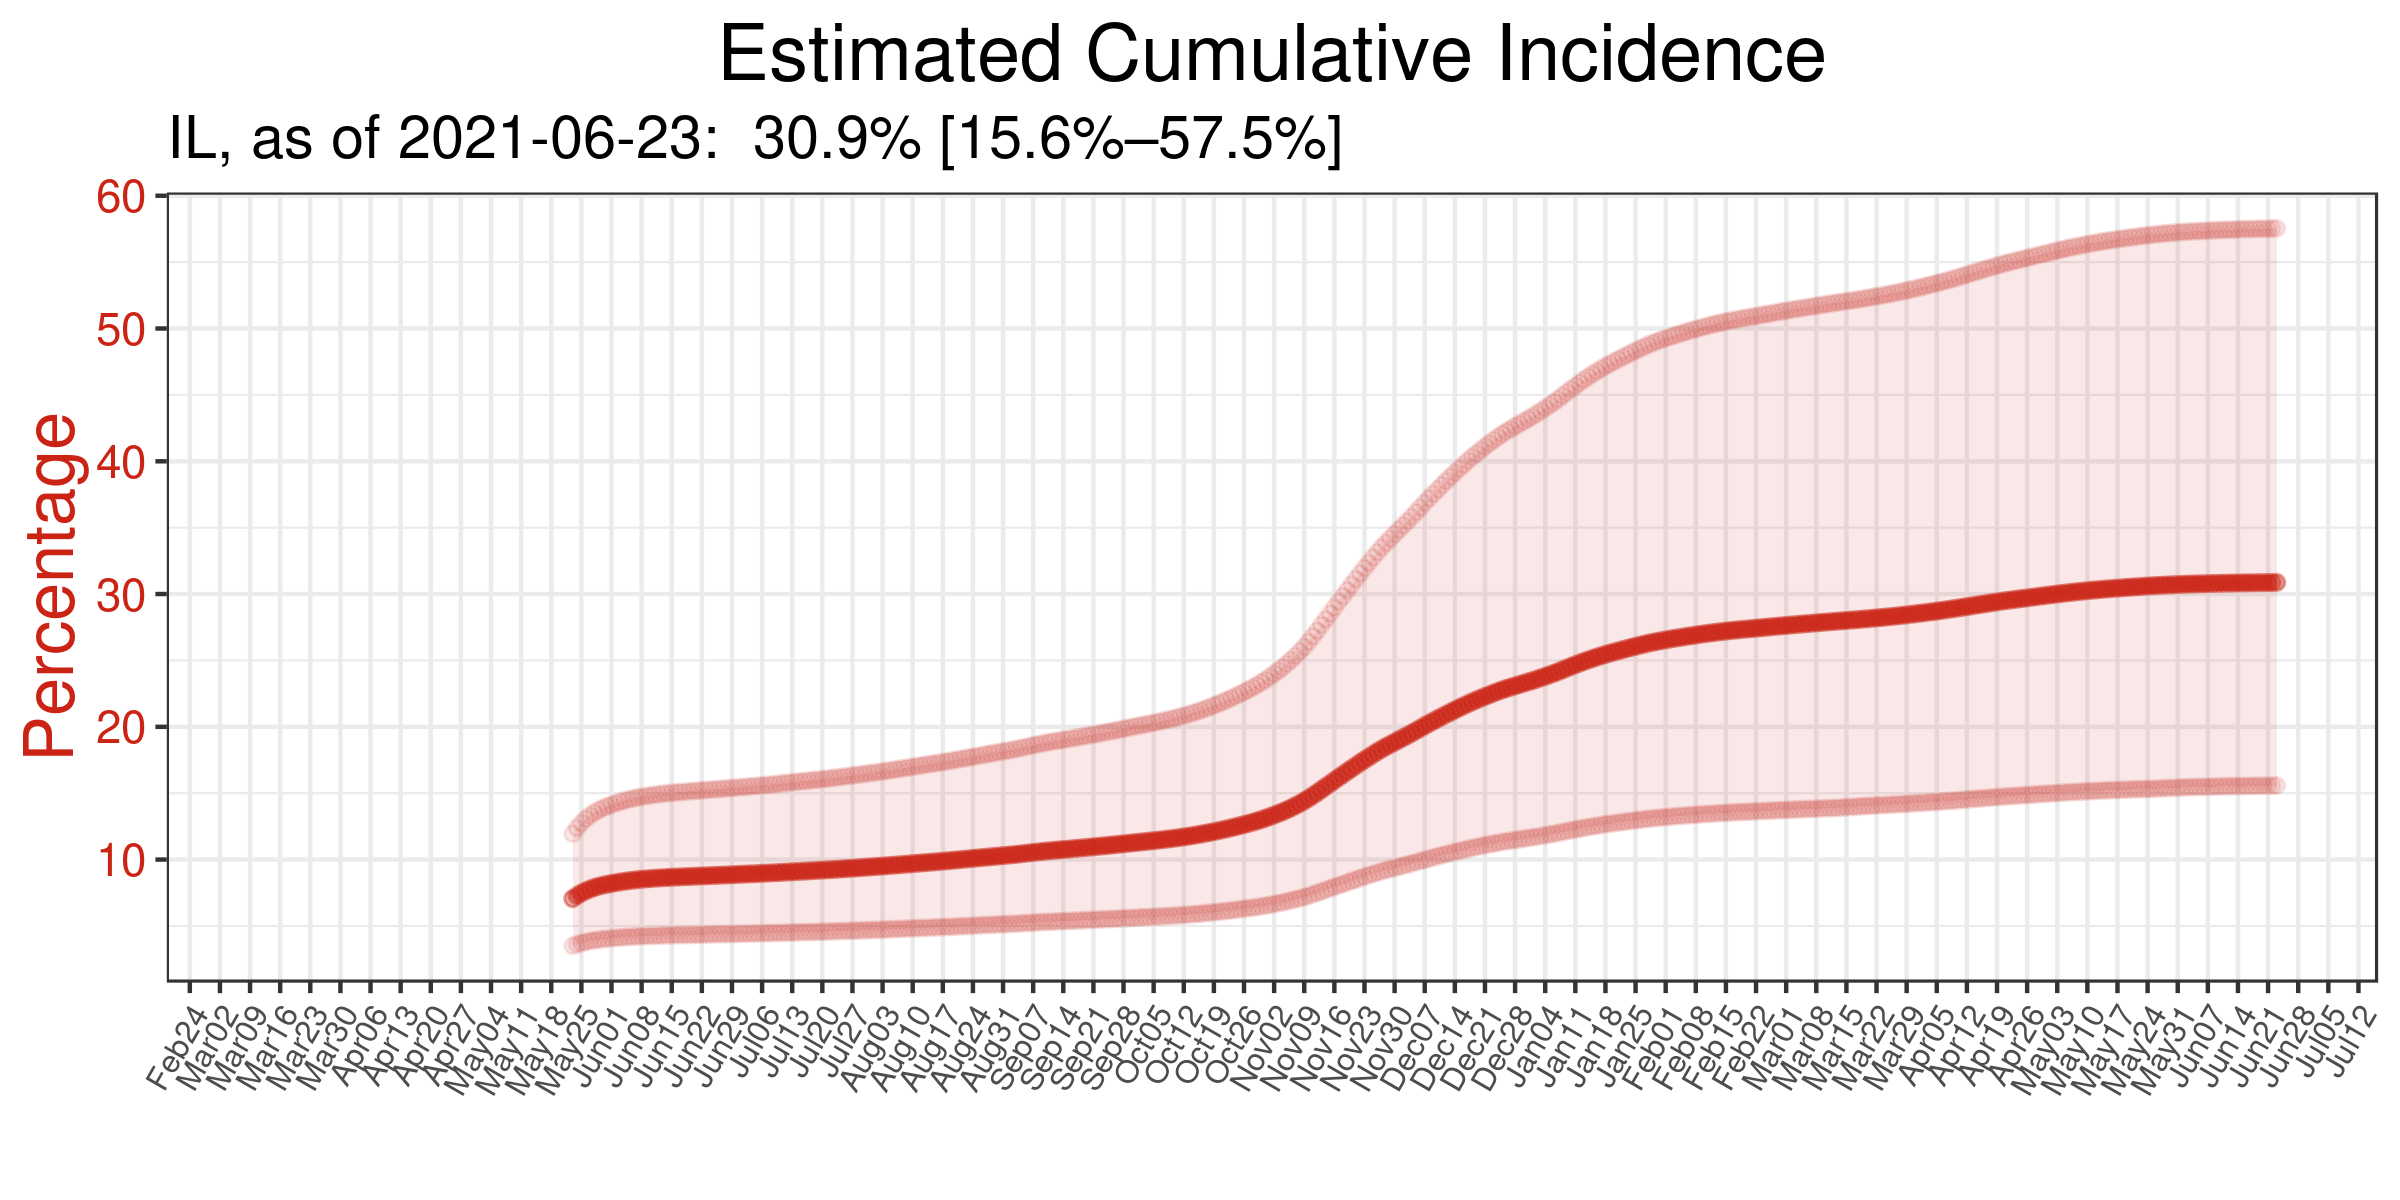 Estimated Cumulative Incidence
IL, as of 2021-06-23:  30.9% [15.6%–57.5%]
Percentage
60
50
40
30
20
10
Feb24
Mar02
Mar09
Mar16
Mar23
Mar30
Apr06
Apr13
Apr20
Apr27
May04
May11
May18
May25
Jun01
Jun08
Jun15
Jun22
Jun29
Jul06
Jul13
Jul20
Jul27
Aug03
Aug10
Aug17
Aug24
Aug31
Sep07
Sep14
Sep21
Sep28
Oct05
Oct12
Oct19
Oct26
Nov02
Nov09
Nov16
Nov23
Nov30
Dec07
Dec14
Dec21
Dec28
Jan04
Jan11
Jan18
Jan25
Feb01
Feb08
Feb15
Feb22
Mar01
Mar08
Mar15
Mar22
Mar29
Apr05
Apr12
Apr19
Apr26
May03
May10
May17
May24
May31
Jun07
Jun14
Jun21
Jun28
Jul05
Jul12